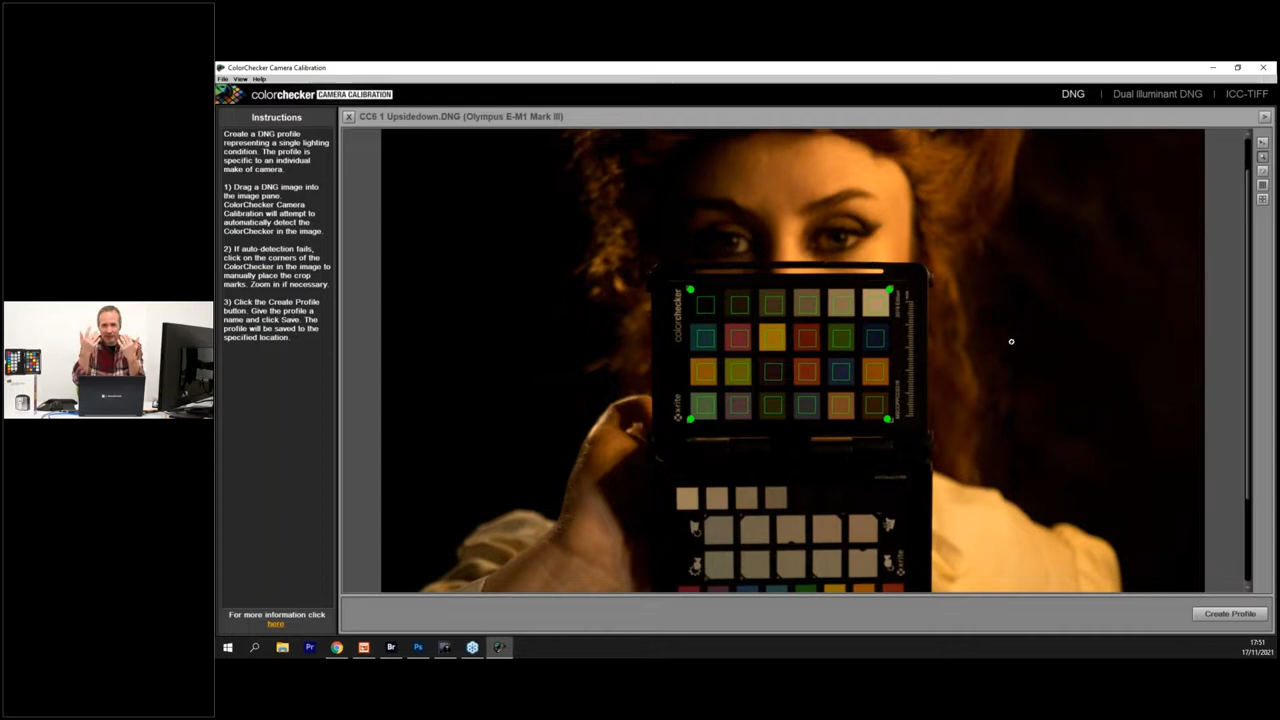 ColorChecker Camera Calibration
File View Help
colorchecker CAMERA CALIBRATION
DNG | Dual Illuminant DNG | ICC-TIFF
Instructions
X CC6 1 Upsidedown.DNG (Olympus E-M1 Mark III)
Create a DNG profile
representing a single lighting
condition. The profile is
specific to an individual
make of camera.
1) Drag a DNG image into
the image pane.
ColorChecker Camera
Calibration will attempt to
automatically detect the
ColorChecker in the image.
2) If auto-detection fails,
click on the corners of the
ColorChecker in the image to
manually place the crop
marks. Zoom in if necessary.
3) Click the Create Profile
button. Give the profile a
name and click Save. The
profile will be saved to the
specified location.
colorchecker
x-rite
x-rite
For more information click
here
Create Profile
Pr
Br
Ps
17:51
17/11/2021